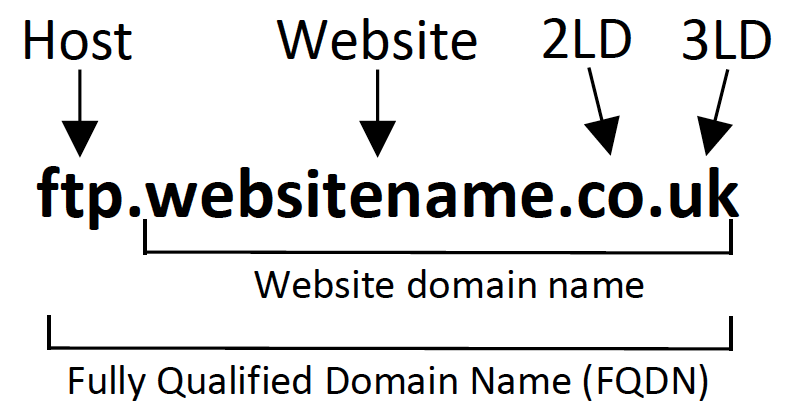 Host Website 2LD 3LD
ftp.websitename.co.uk
Website domain name
Fully Qualified Domain Name (FQDN)